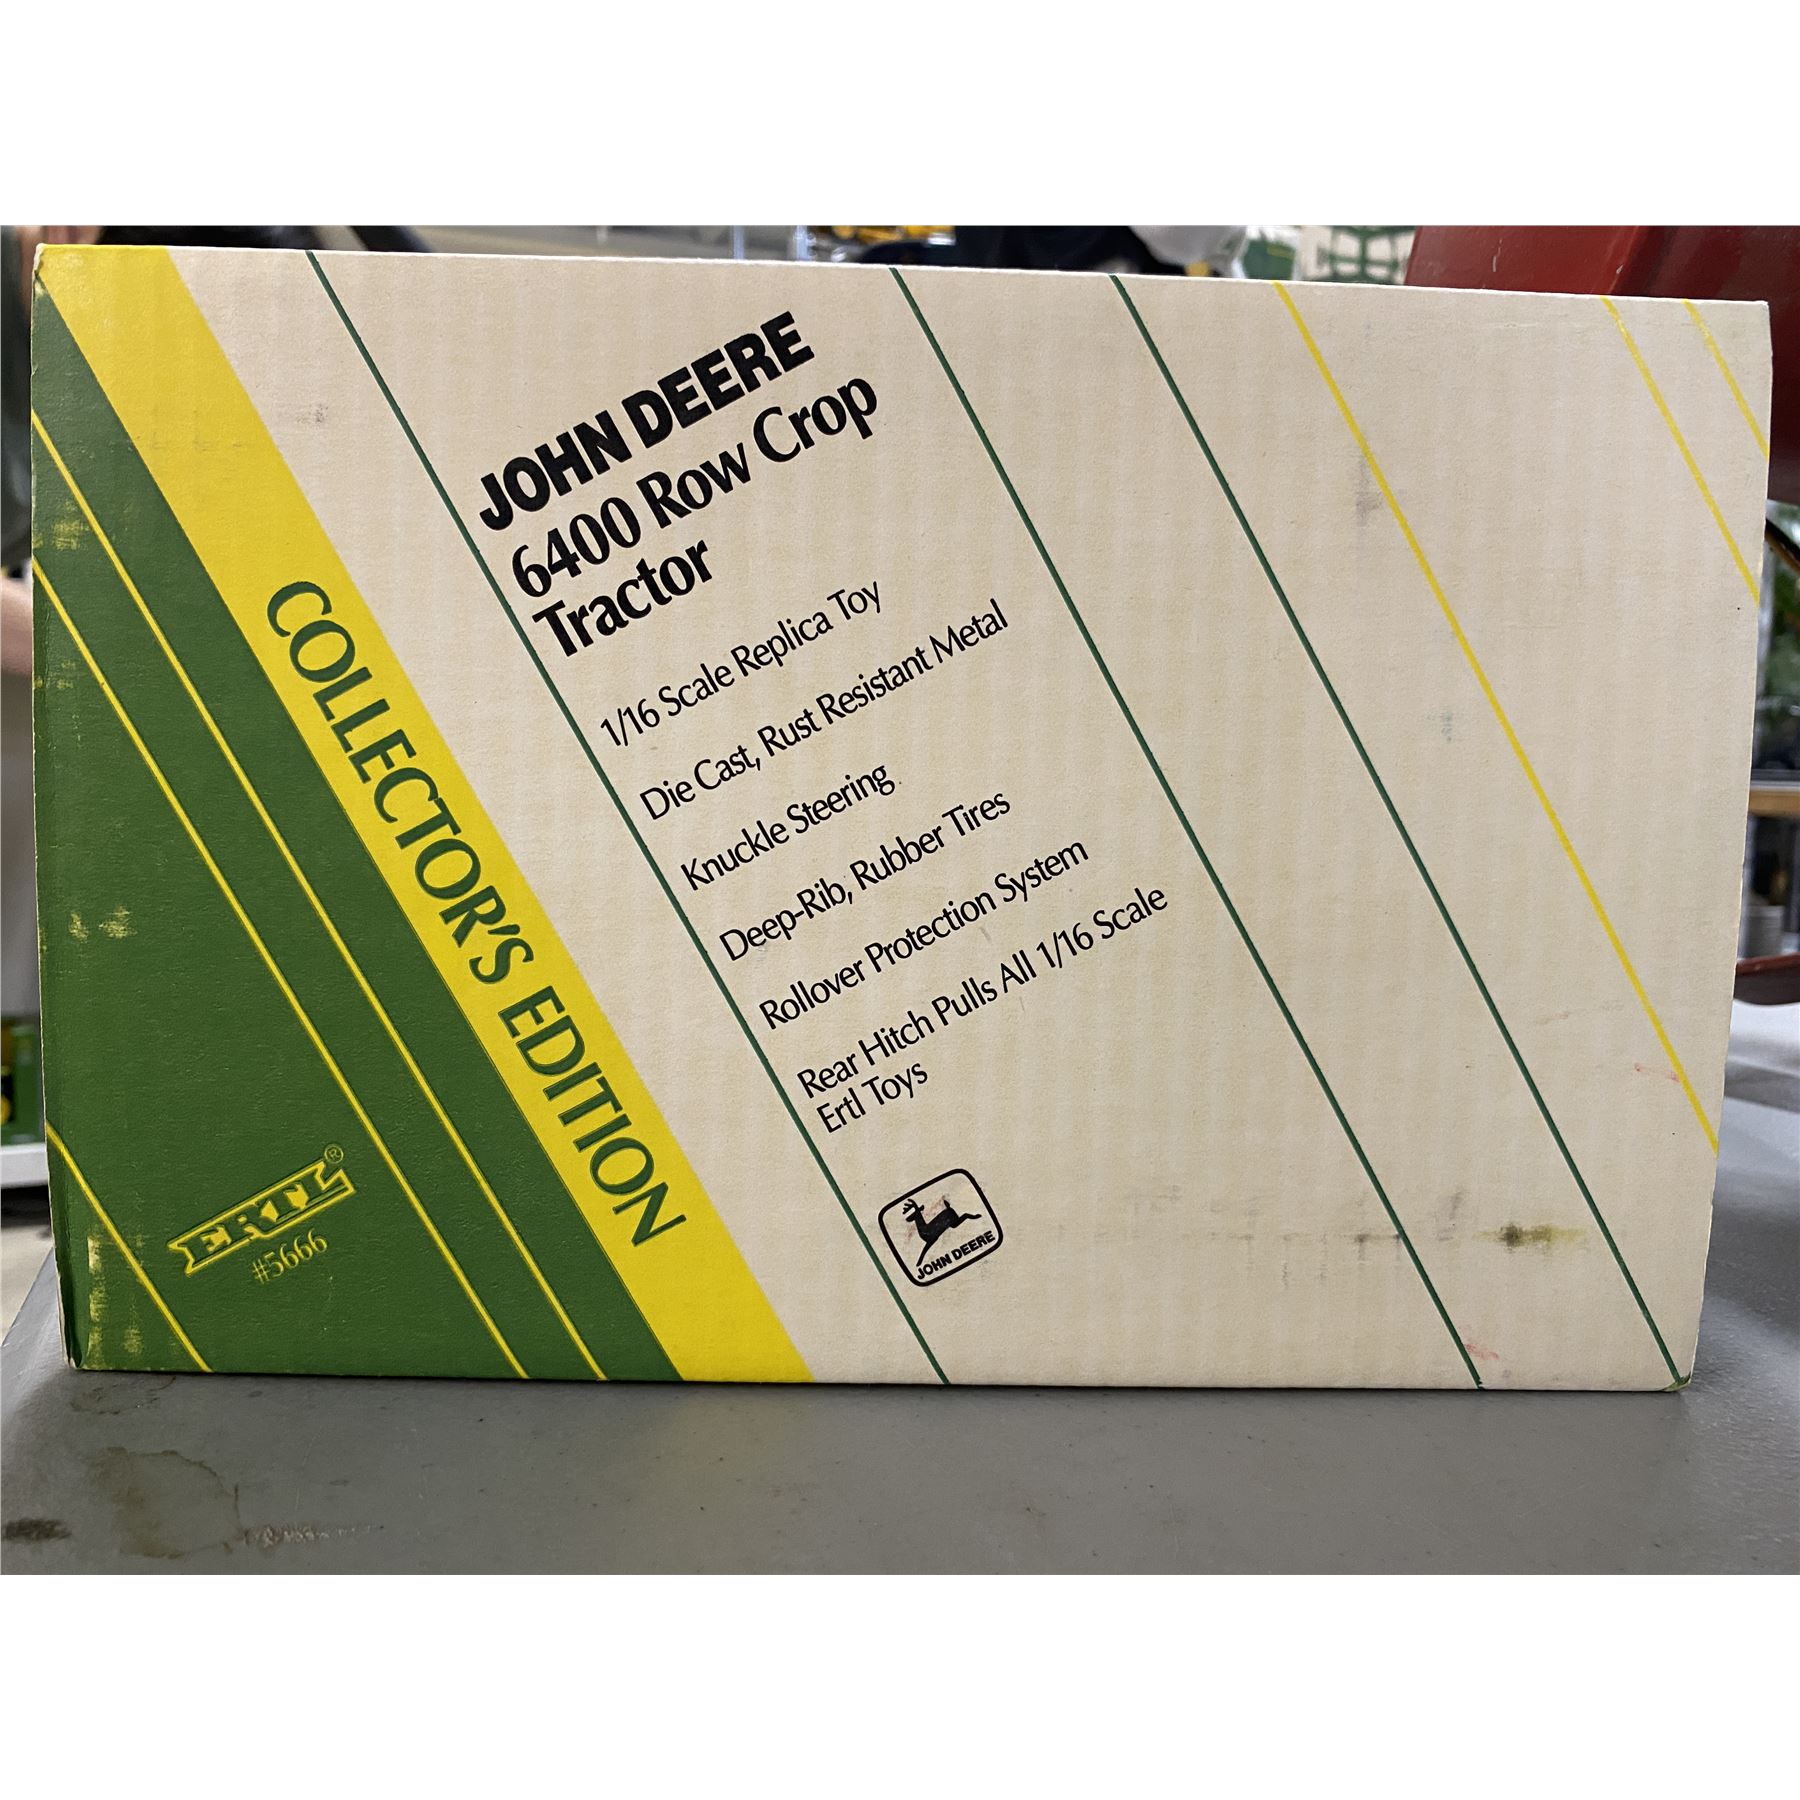 JOHN DEERE
6400 Row Crop
Tractor
1/16 Scale Replica Toy
Die Cast, Rust Resistant Metal
Knuckle Steering
Deep-Rib, Rubber Tires
Rollover Protection System
Rear Hitch Pulls All 1/16 Scale
Ertl Toys
COLLECTOR'S EDITION
ERTL®
#5666
JOHN DEERE